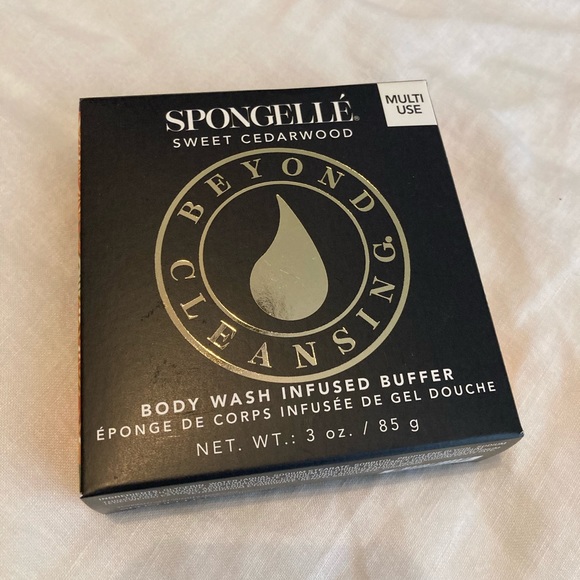 SPONGELLÉ®
SWEET CEDARWOOD
MULTI
USE
BEYOND
CLEANSING®
BODY WASH INFUSED BUFFER
ÉPONGE DE CORPS INFUSÉE DE GEL DOUCHE
NET. WT.: 3 oz. / 85 g